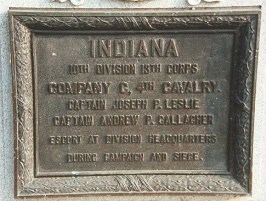 INDIANA
10TH DIVISION 13TH CORPS
COMPANY C, 4TH CAVALRY.
CAPTAIN JOSEPH P. LESLIE
CAPTAIN ANDREW P. GALLAGHER
ESCORT AT DIVISION HEADQUARTERS
DURING CAMPAIGN AND SIEGE.